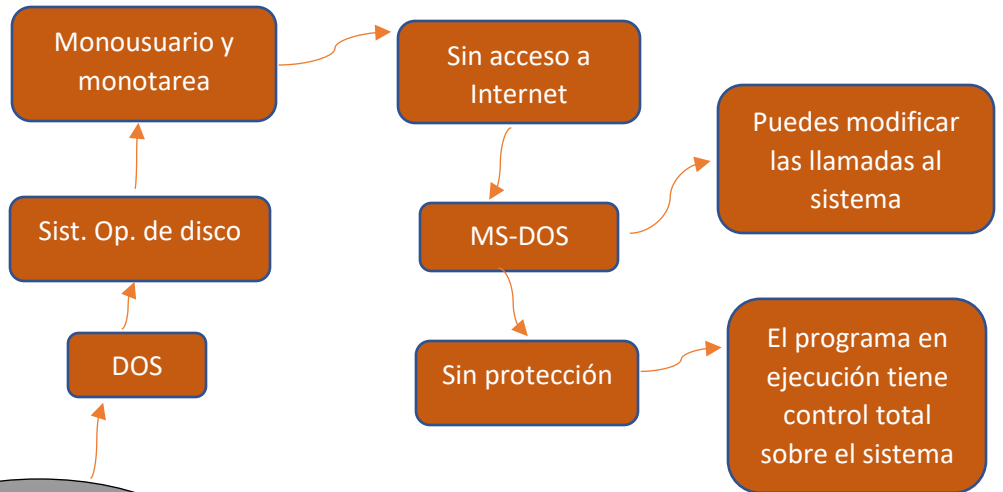 Monousuario y
monotarea
Sin acceso a
Internet
Puedes modificar
las llamadas al
sistema
Sist. Op. de disco
MS-DOS
DOS
Sin protección
El programa en
ejecución tiene
control total
sobre el sistema